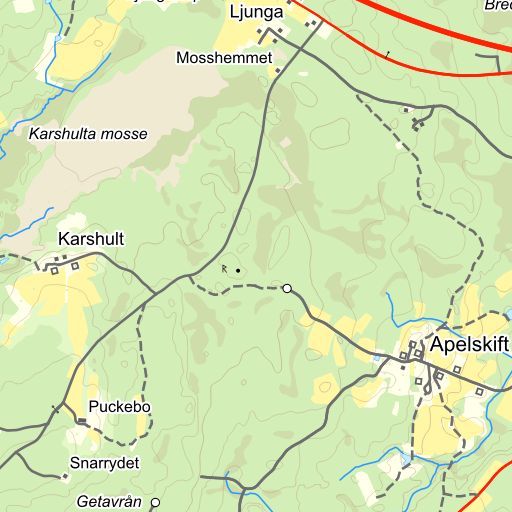 Ljunga
Mosshemmet
Karshulta mosse
Karshult
R
Apelskift
Puckebo
Snarrydet
Getavrån